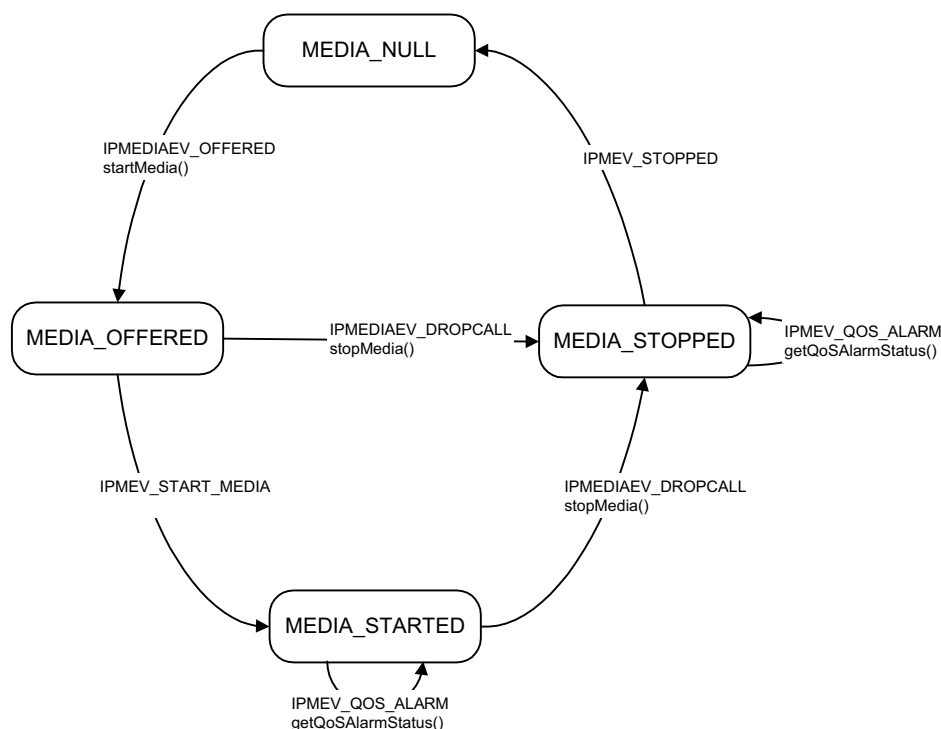 MEDIA_NULL
IPMEDIAEV_OFFERED
startMedia()
IPMEV_STOPPED
MEDIA_OFFERED
IPMEDIAEV_DROPCALL
stopMedia()
MEDIA_STOPPED
IPMEV_QOS_ALARM
getQoSAlarmStatus()
IPMEV_START_MEDIA
IPMEDIAEV_DROPCALL
stopMedia()
MEDIA_STARTED
IPMEV_QOS_ALARM
getQoSAlarmStatus()